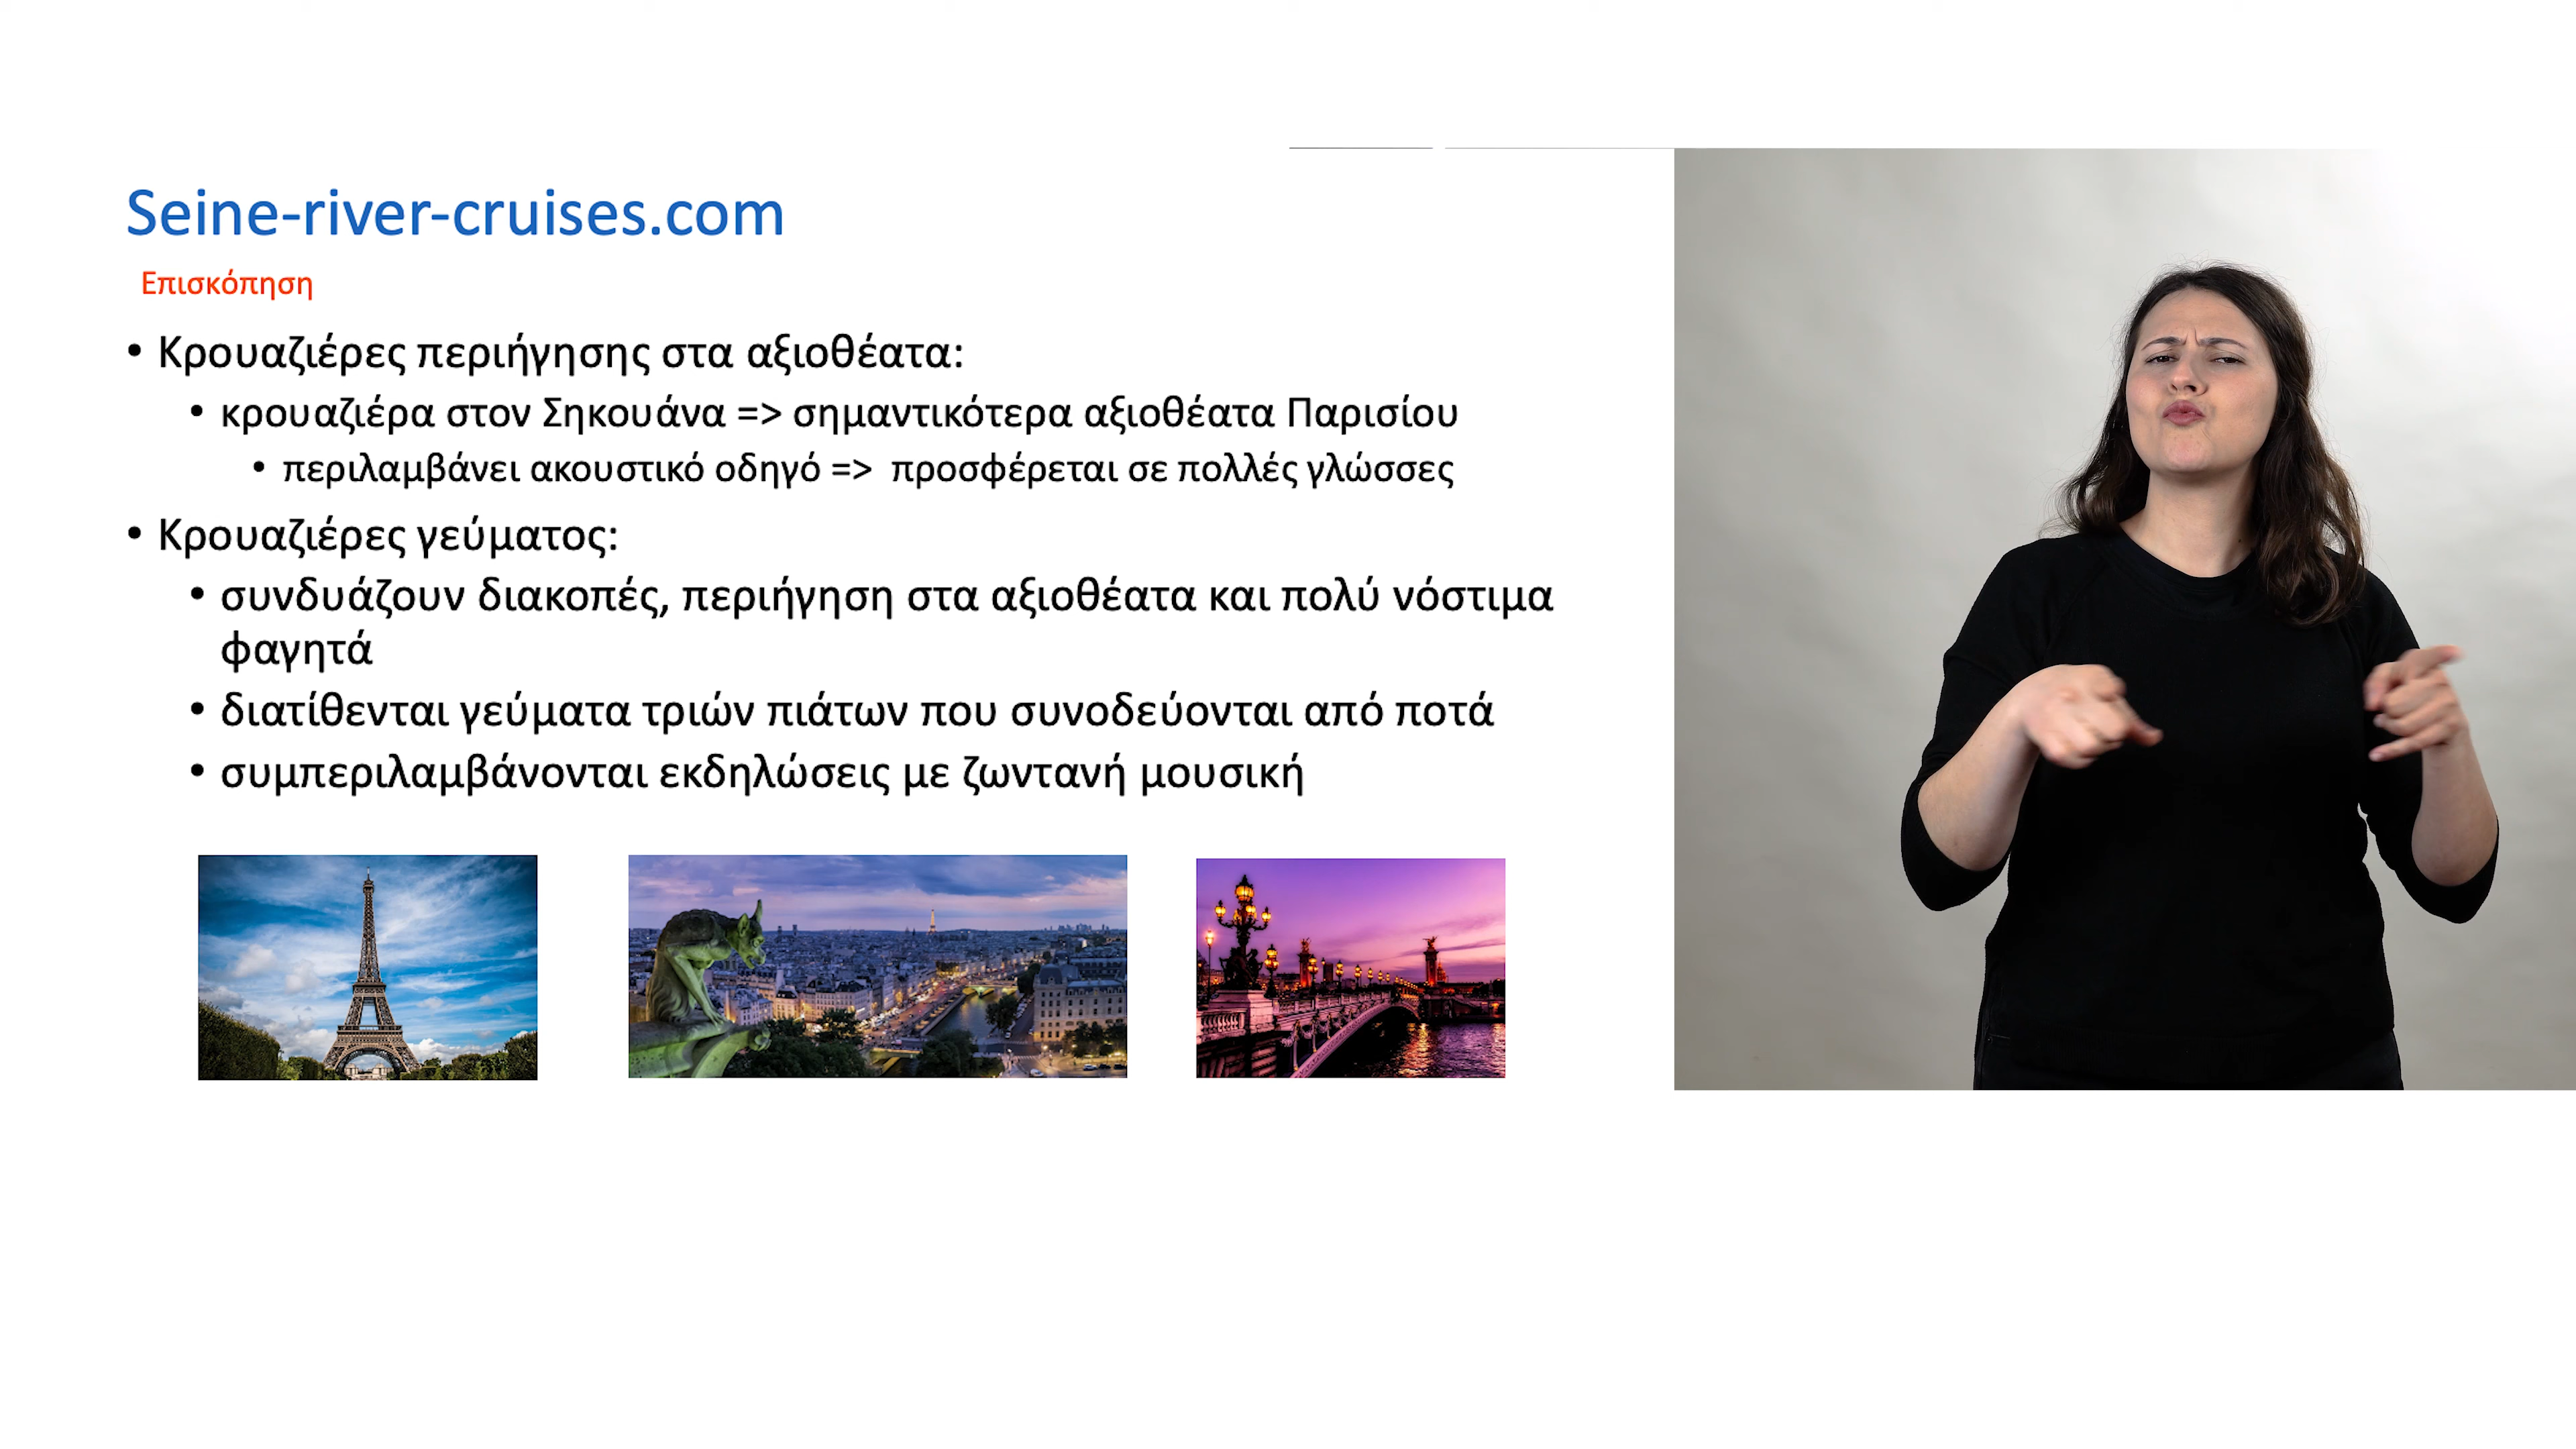 Seine-river-cruises.com
Επισκόπηση
• Κρουαζιέρες περιήγησης στα αξιοθέατα:
• κρουαζιέρα στον Σηκουάνα => σημαντικότερα αξιοθέατα Παρισίου
• περιλαμβάνει ακουστικό οδηγό => προσφέρεται σε πολλές γλώσσες
• Κρουαζιέρες γεύματος:
• συνδυάζουν διακοπές, περιήγηση στα αξιοθέατα και πολύ νόστιμα
φαγητά
• διατίθενται γεύματα τριών πιάτων που συνοδεύονται από ποτά
• συμπεριλαμβάνονται εκδηλώσεις με ζωντανή μουσική